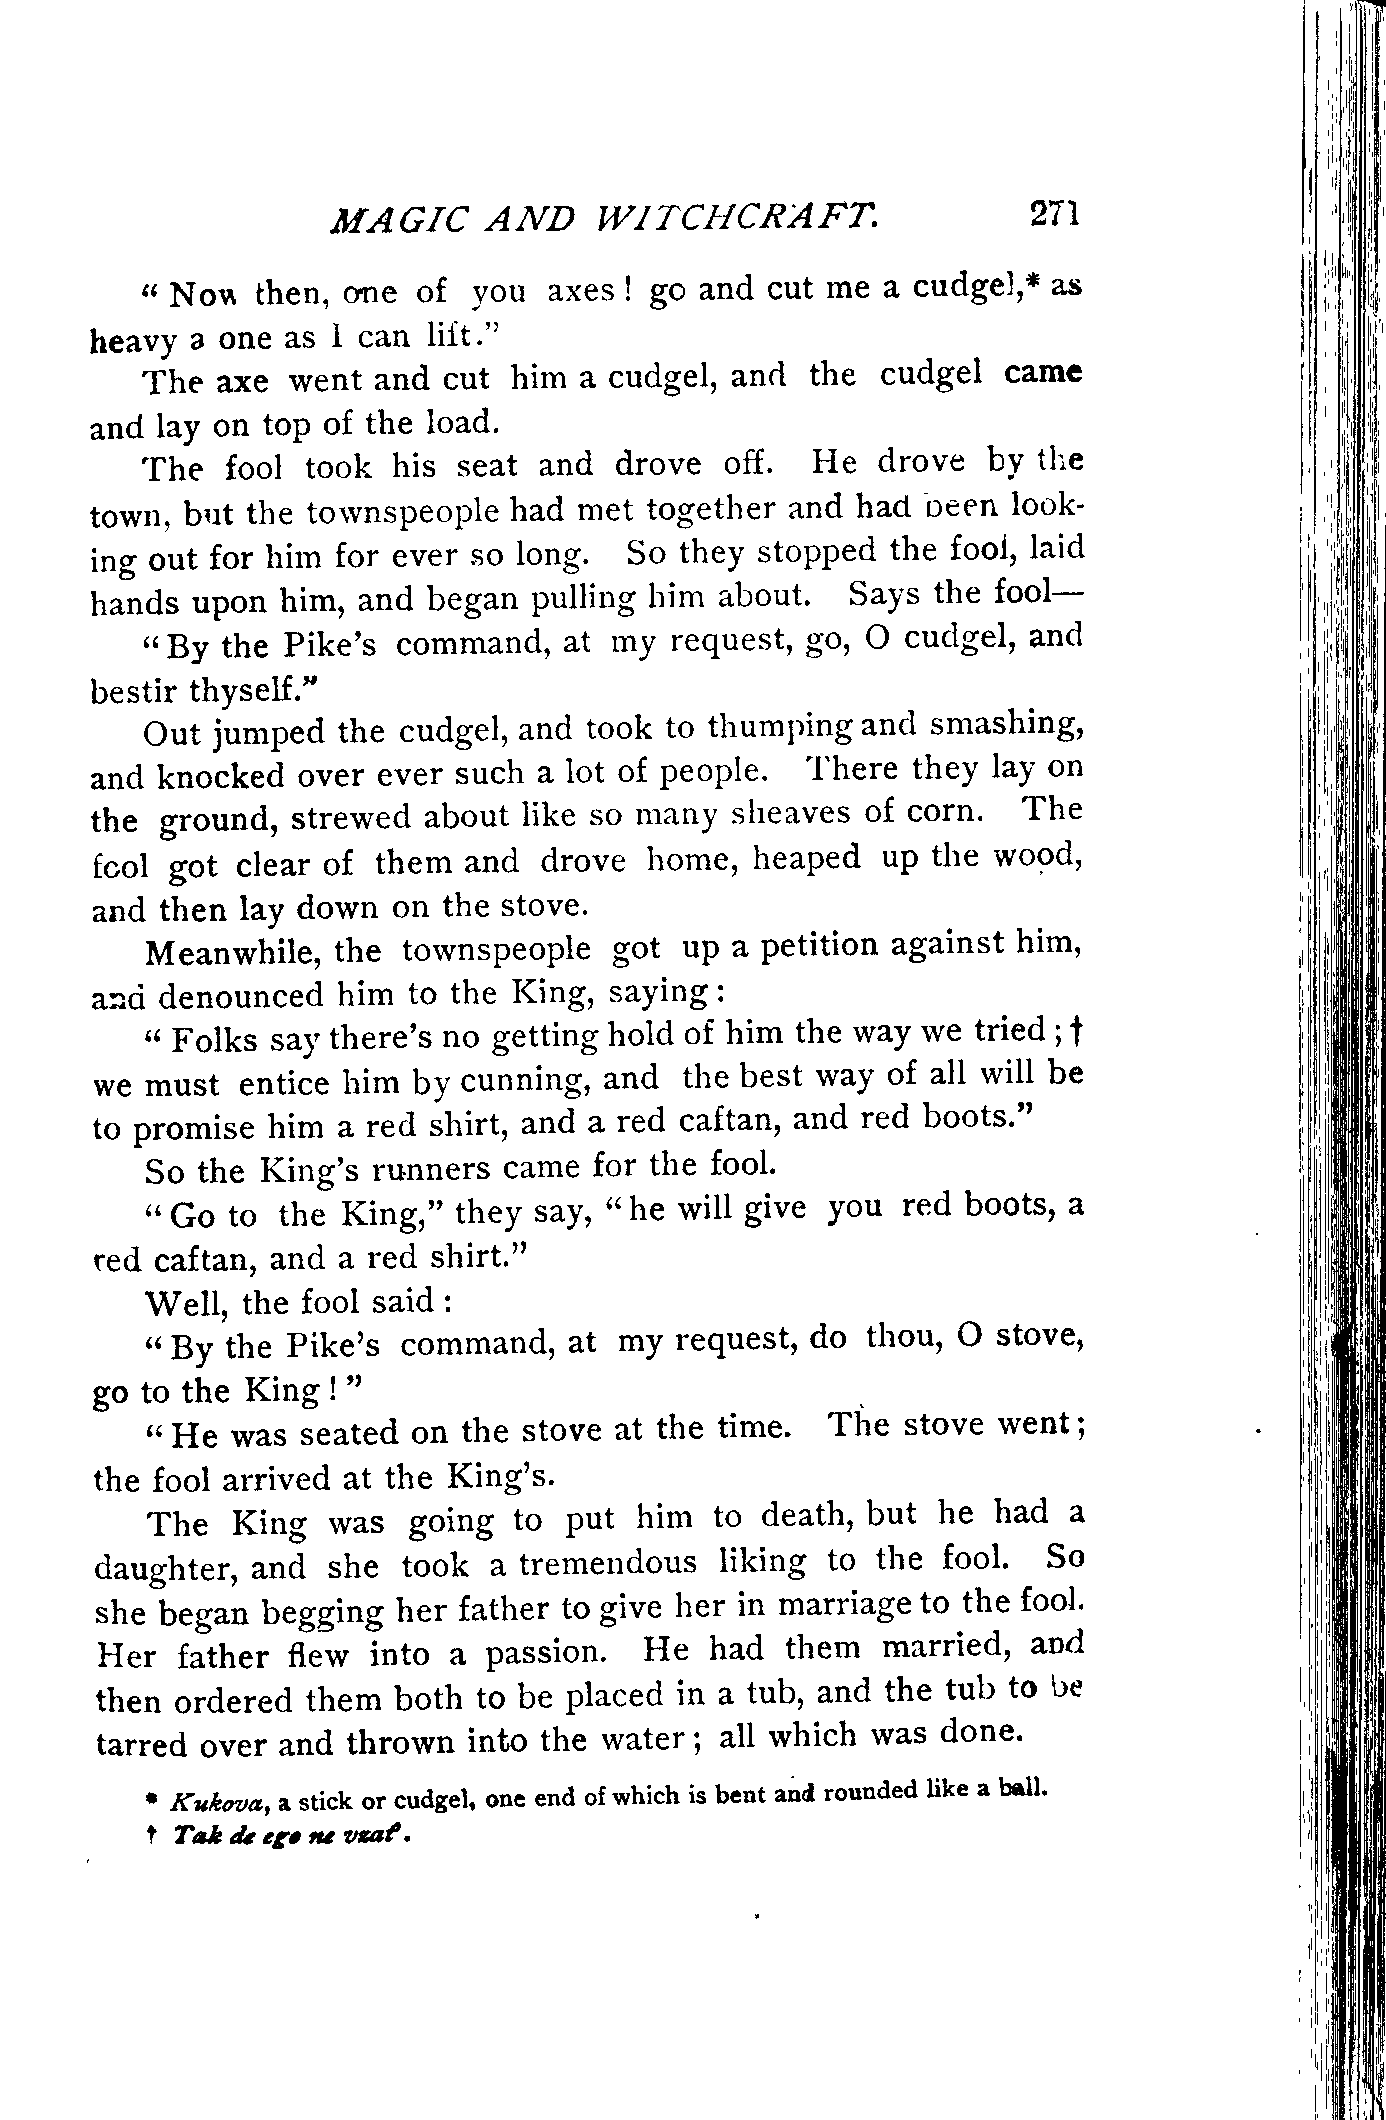 MAGIC AND WITCHCRAFT. 271
" Now then, one of you axes ! go and cut me a cudgel,* as
heavy a one as I can lift."
The axe went and cut him a cudgel, and the cudgel came
and lay on top of the load.
The fool took his seat and drove off. He drove by the
town, but the townspeople had met together and had been look-
ing out for him for ever so long. So they stopped the fool, laid
hands upon him, and began pulling him about. Says the fool—
" By the Pike's command, at my request, go, O cudgel, and
bestir thyself."
Out jumped the cudgel, and took to thumping and smashing,
and knocked over ever such a lot of people. There they lay on
the ground, strewed about like so many sheaves of corn. The
fool got clear of them and drove home, heaped up the wood,
and then lay down on the stove.
Meanwhile, the townspeople got up a petition against him,
and denounced him to the King, saying :
" Folks say there's no getting hold of him the way we tried ; †
we must entice him by cunning, and the best way of all will be
to promise him a red shirt, and a red caftan, and red boots."
So the King's runners came for the fool.
" Go to the King," they say, " he will give you red boots, a
red caftan, and a red shirt."
Well, the fool said :
" By the Pike's command, at my request, do thou, O stove,
go to the King ! "
" He was seated on the stove at the time. The stove went ;
the fool arrived at the King's.
The King was going to put him to death, but he had a
daughter, and she took a tremendous liking to the fool. So
she began begging her father to give her in marriage to the fool.
Her father flew into a passion. He had them married, and
then ordered them both to be placed in a tub, and the tub to be
tarred over and thrown into the water ; all which was done.
* Kukova, a stick or cudgel, one end of which is bent and rounded like a ball.
† Tak de ego ne vzat'.